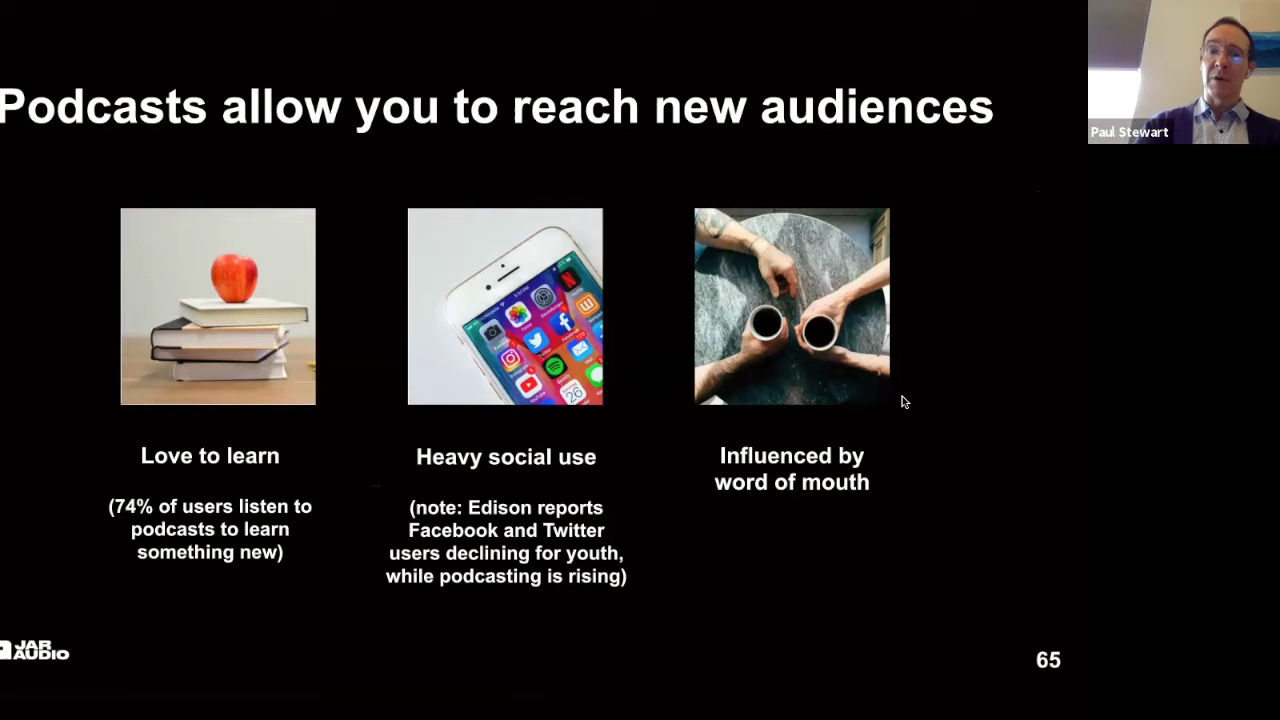 Podcasts allow you to reach new audiences
Paul Stewart
Love to learn
(74% of users listen to
podcasts to learn
something new)
Heavy social use
(note: Edison reports
Facebook and Twitter
users declining for youth,
while podcasting is rising)
Influenced by
word of mouth
JAR
AUDIO
65